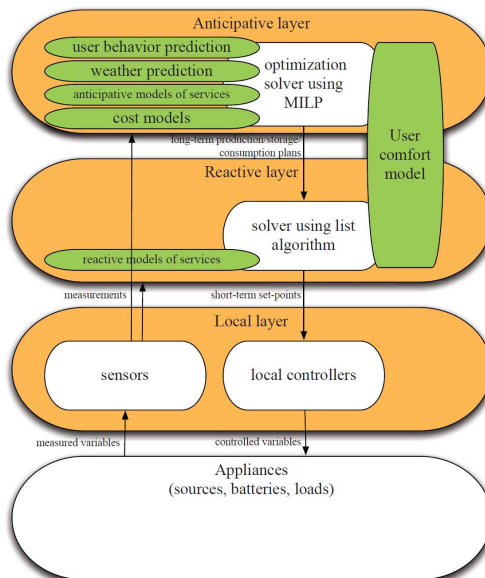 Anticipative layer
user behavior prediction
weather prediction
anticipative models of services
cost models
optimization
solver using
MILP
User
comfort
model
long-term production/storage/
consumption plans
Reactive layer
solver using list
algorithm
reactive models of services
measurements
short-term set-points
Local layer
sensors
local controllers
measured variables
controlled variables
Appliances
(sources, batteries, loads)